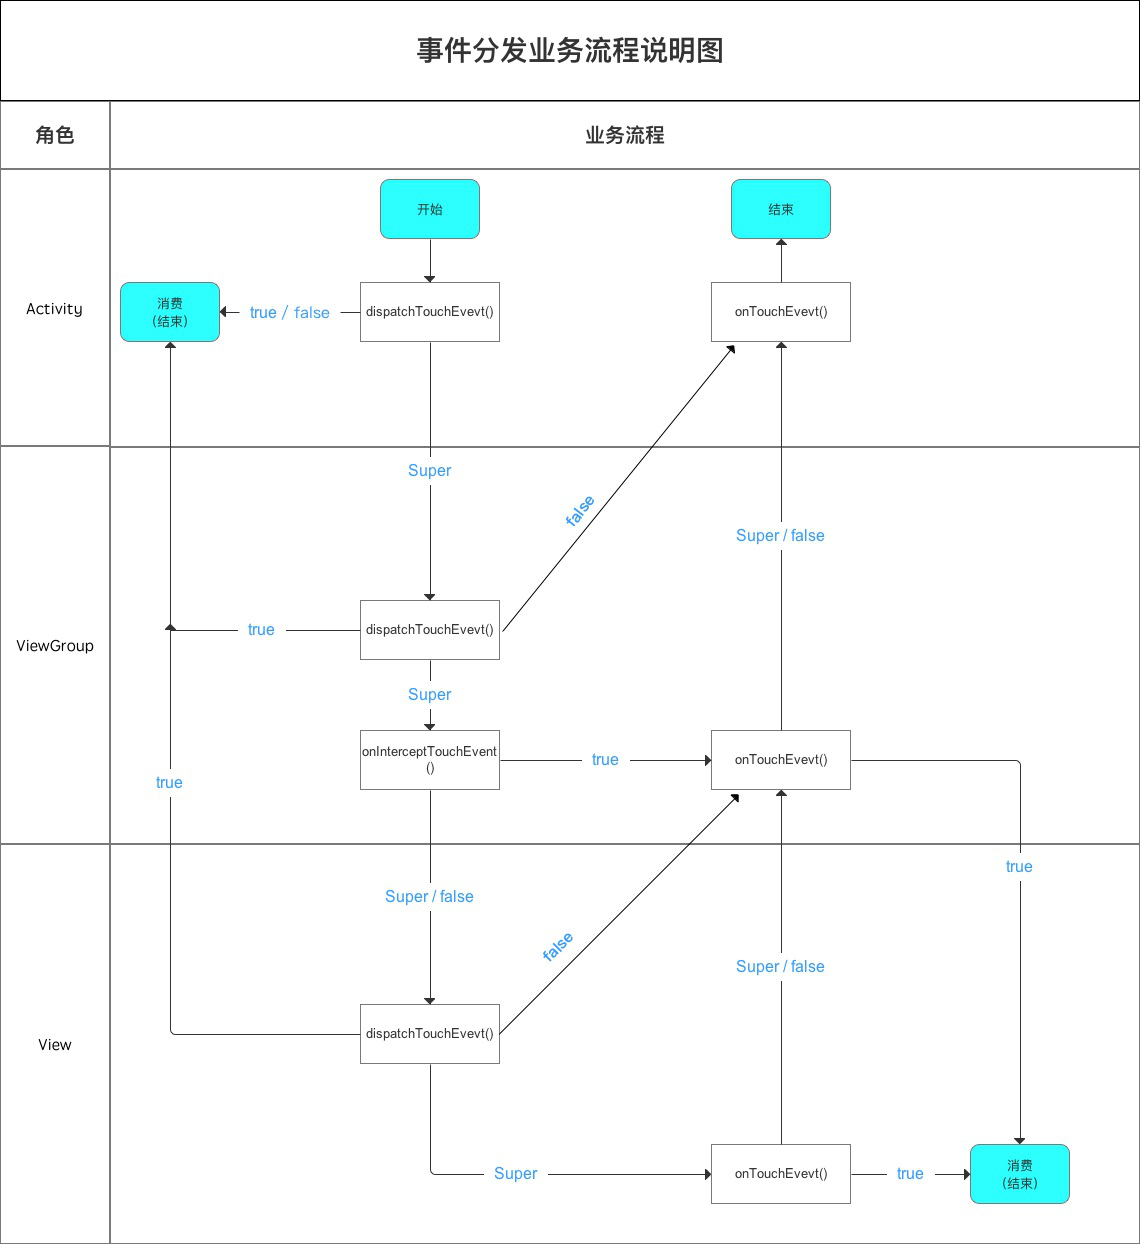 事件分发业务流程说明图
角色
业务流程
开始
结束
Activity
消费
(结束)
true / false
dispatchTouchEvevt()
onTouchEvevt()
Super
false
Super / false
ViewGroup
true
dispatchTouchEvevt()
Super
onInterceptTouchEvent
()
true
onTouchEvevt()
true
true
Super / false
false
Super / false
View
dispatchTouchEvevt()
Super
onTouchEvevt()
true
消费
(结束)